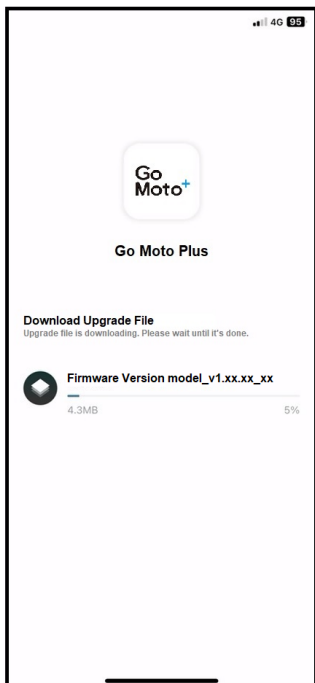 4G 95
Go
Moto+
Go Moto Plus
Download Upgrade File
Upgrade file is downloading. Please wait until it's done.
Firmware Version model_v1.xx.xx_xx
4.3MB 5%